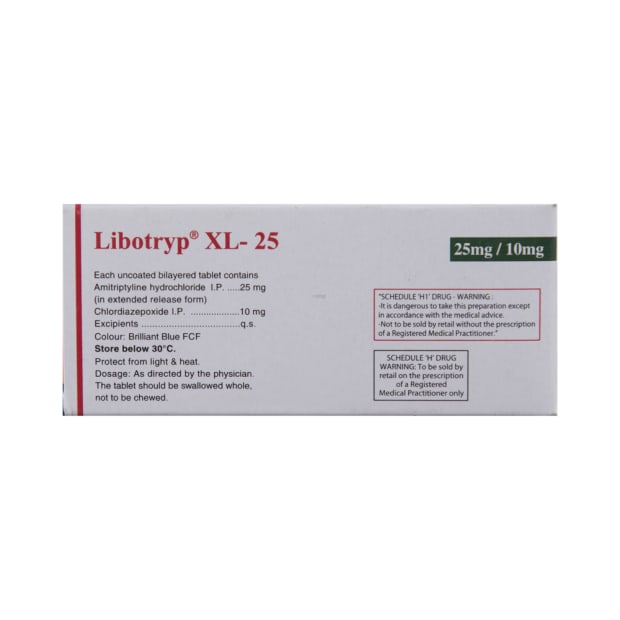 Libotryp® XL- 25
25mg / 10mg
Each uncoated bilayered tablet contains
Amitriptyline hydrochloride I.P. .....25 mg
(in extended release form)
Chlordiazepoxide I.P. ...................10 mg
Excipients .......................................q.s.
Colour: Brilliant Blue FCF
Store below 30°C.
Protect from light & heat.
Dosage: As directed by the physician.
The tablet should be swallowed whole,
not to be chewed.
"SCHEDULE 'H1' DRUG - WARNING :
-It is dangerous to take this preparation except
in accordance with the medical advice.
-Not to be sold by retail without the prescription
of a Registered Medical Practitioner."
SCHEDULE 'H' DRUG
WARNING: To be sold by
retail on the prescription
of a Registered
Medical Practitioner only